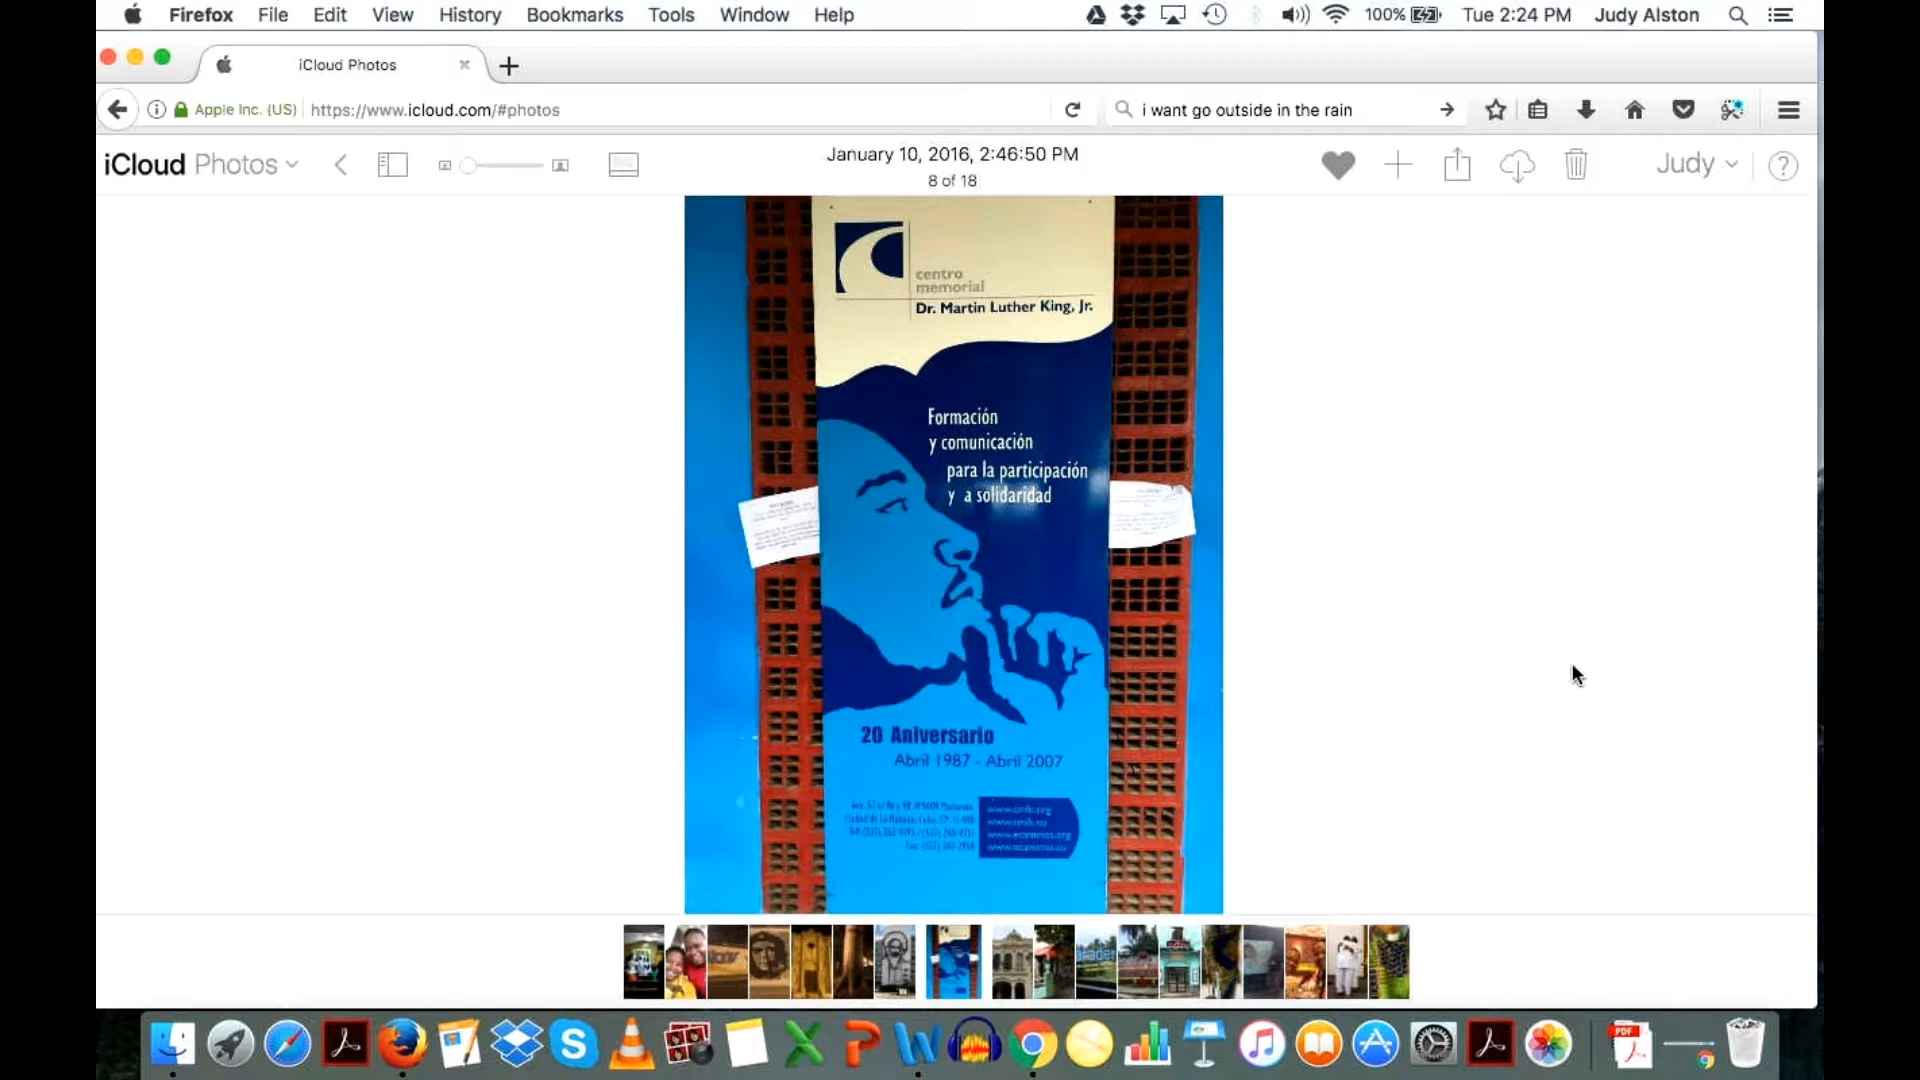 Firefox File Edit View History Bookmarks Tools Window Help
100% Tue 2:24 PM Judy Alston
iCloud Photos
Apple Inc. (US) https://www.icloud.com/#photos
i want go outside in the rain
iCloud Photos
January 10, 2016, 2:46:50 PM
8 of 18
Judy
centro
memorial
Dr. Martin Luther King, Jr.
Formación
y comunicación
para la participación
y a solidaridad
20 Aniversario
Abril 1987 - Abril 2007
PDF